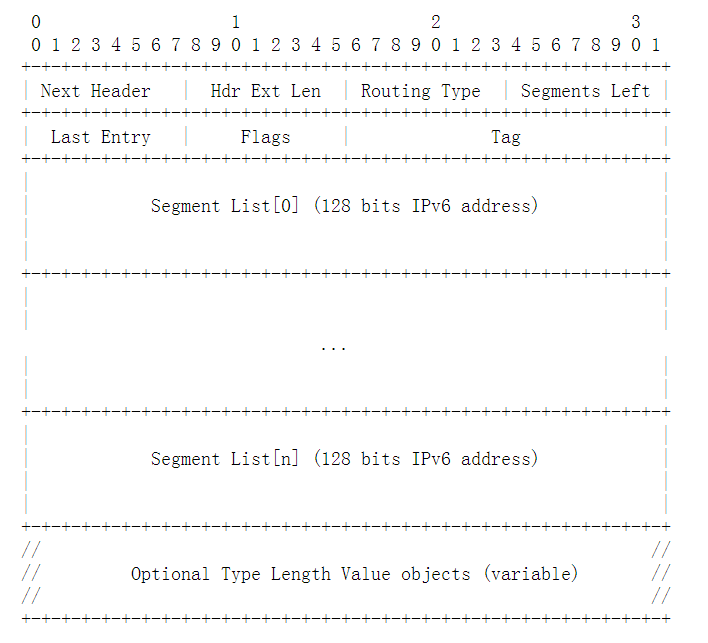 0                   1                   2                   3
0 1 2 3 4 5 6 7 8 9 0 1 2 3 4 5 6 7 8 9 0 1 2 3 4 5 6 7 8 9 0 1
+-+-+-+-+-+-+-+-+-+-+-+-+-+-+-+-+-+-+-+-+-+-+-+-+-+-+-+-+-+-+-+-+
| Next Header   |  Hdr Ext Len  | Routing Type  | Segments Left |
+-+-+-+-+-+-+-+-+-+-+-+-+-+-+-+-+-+-+-+-+-+-+-+-+-+-+-+-+-+-+-+-+
|  Last Entry   |     Flags     |              Tag              |
+-+-+-+-+-+-+-+-+-+-+-+-+-+-+-+-+-+-+-+-+-+-+-+-+-+-+-+-+-+-+-+-+
|                                                               |
|            Segment List[0] (128 bits IPv6 address)            |
|                                                               |
|                                                               |
+-+-+-+-+-+-+-+-+-+-+-+-+-+-+-+-+-+-+-+-+-+-+-+-+-+-+-+-+-+-+-+-+
|                                                               |
|                                                               |
                              ...
|                                                               |
|                                                               |
+-+-+-+-+-+-+-+-+-+-+-+-+-+-+-+-+-+-+-+-+-+-+-+-+-+-+-+-+-+-+-+-+
|                                                               |
|            Segment List[n] (128 bits IPv6 address)            |
|                                                               |
|                                                               |
+-+-+-+-+-+-+-+-+-+-+-+-+-+-+-+-+-+-+-+-+-+-+-+-+-+-+-+-+-+-+-+-+
//                                                             //
//         Optional Type Length Value objects (variable)       //
//                                                             //
+-+-+-+-+-+-+-+-+-+-+-+-+-+-+-+-+-+-+-+-+-+-+-+-+-+-+-+-+-+-+-+-+